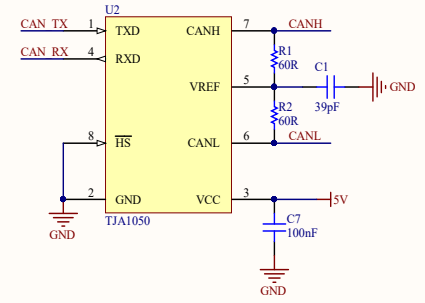 U2
CAN_TX 1 TXD CANH 7 CANH
R1
60R
CAN_RX 4 RXD
C1
VREF 5
GND
39pF
R2
60R
8 HS CANL 6 CANL
2 GND VCC 3 5V
TJA1050
C7
100nF
GND
GND